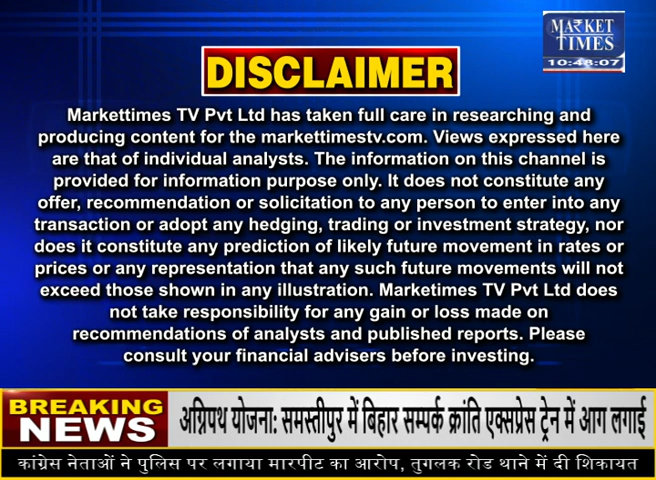 MARKET
TIMES
10:48:07
DISCLAIMER
Markettimes TV Pvt Ltd has taken full care in researching and
producing content for the markettimestv.com. Views expressed here
are that of individual analysts. The information on this channel is
provided for information purpose only. It does not constitute any
offer, recommendation or solicitation to any person to enter into any
transaction or adopt any hedging, trading or investment strategy, nor
does it constitute any prediction of likely future movement in rates or
prices or any representation that any such future movements will not
exceed those shown in any illustration. Marketimes TV Pvt Ltd does
not take responsibility for any gain or loss made on
recommendations of analysts and published reports. Please
consult your financial advisers before investing.
BREAKING
NEWS
अग्निपथ योजना: समस्तीपुर में बिहार सम्पर्क क्रांति एक्सप्रेस ट्रेन में आग लगाई
कांग्रेस नेताओं ने पुलिस पर लगाया मारपीट का आरोप, तुगलक रोड थाने में दी शिकायत